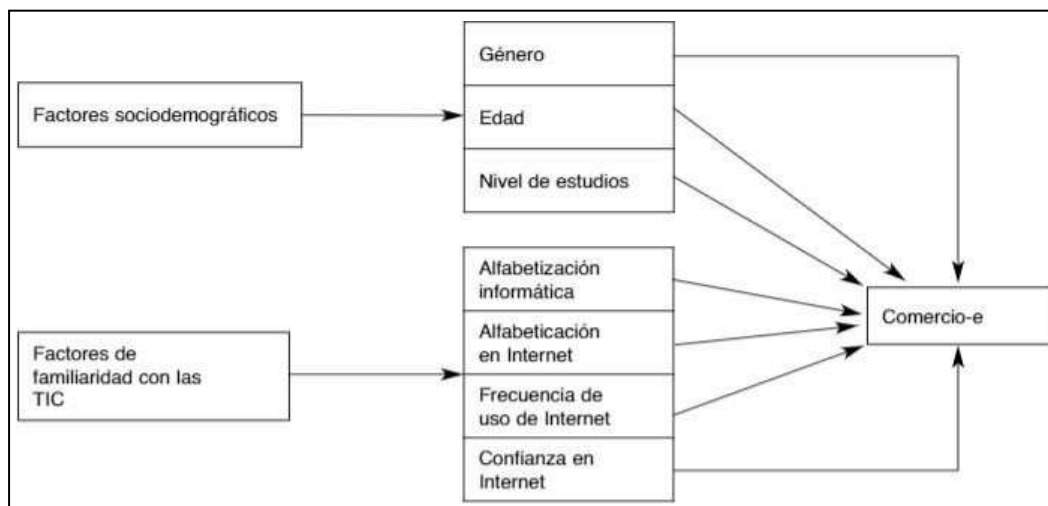 Género
Factores sociodemográficos
Edad
Nivel de estudios
Alfabetización
informática
Comercio-e
Alfabeticación
en Internet
Factores de
familiaridad con las
TIC
Frecuencia de
uso de Internet
Confianza en
Internet